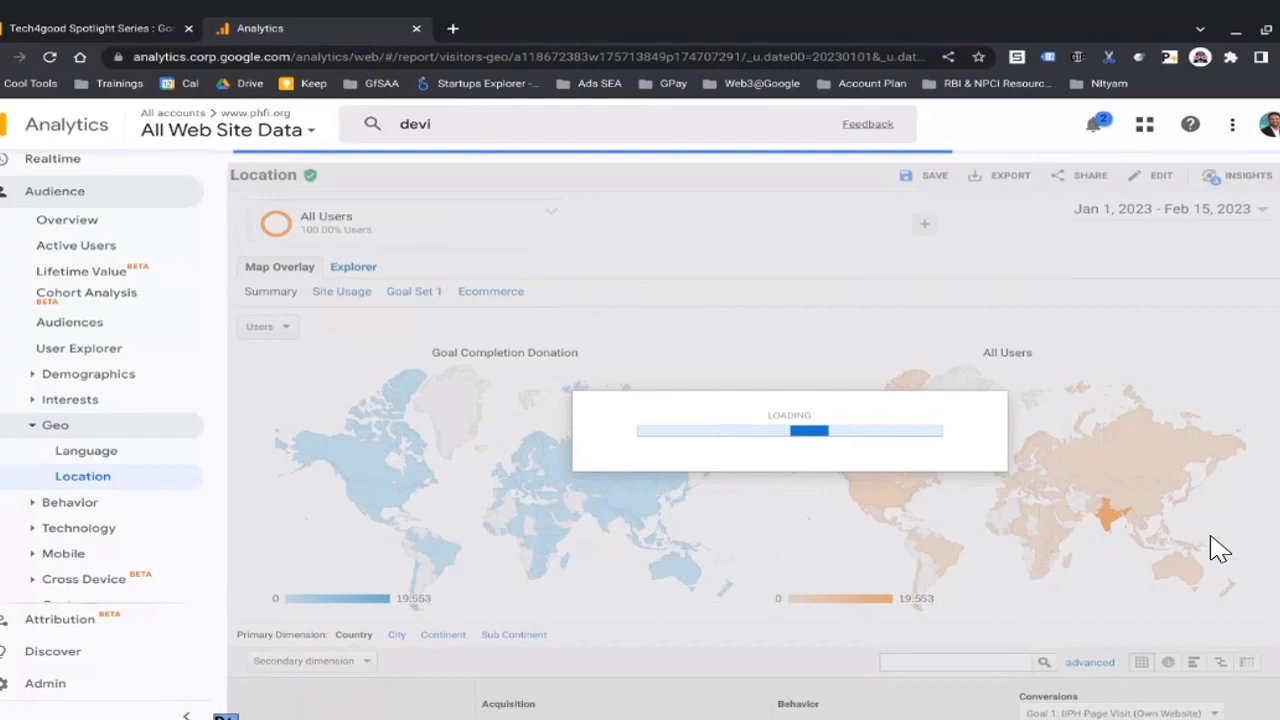 Tech4good Spotlight Series : Goo
Analytics
analytics.corp.google.com/analytics/web/#/report/visitors-geo/a118672383w175713849p174707291/_u.date00=20230101&_u.dat...
Cool Tools Trainings Cal Drive Keep GfSAA Startups Explorer -... Ads SEA GPay Web3@Google Account Plan RBI & NPCI Resourc... NItyam
Analytics
All accounts > www.phfi.org
All Web Site Data
devi
Feedback
2
Realtime
Audience
Overview
Active Users
Lifetime Value BETA
Cohort Analysis
BETA
Audiences
User Explorer
Demographics
Interests
Geo
Language
Location
Behavior
Technology
Mobile
Cross Device BETA
Attribution BETA
Discover
Admin
Location
SAVE EXPORT SHARE EDIT INSIGHTS
All Users
100.00% Users
Jan 1, 2023 - Feb 15, 2023
Map Overlay Explorer
Summary Site Usage Goal Set 1 Ecommerce
Users
Goal Completion Donation
All Users
LOADING
0 19,553
0 19,553
Primary Dimension: Country City Continent Sub Continent
Secondary dimension
advanced
Acquisition
Behavior
Conversions
Goal 1: IIPH Page Visit (Own Website)